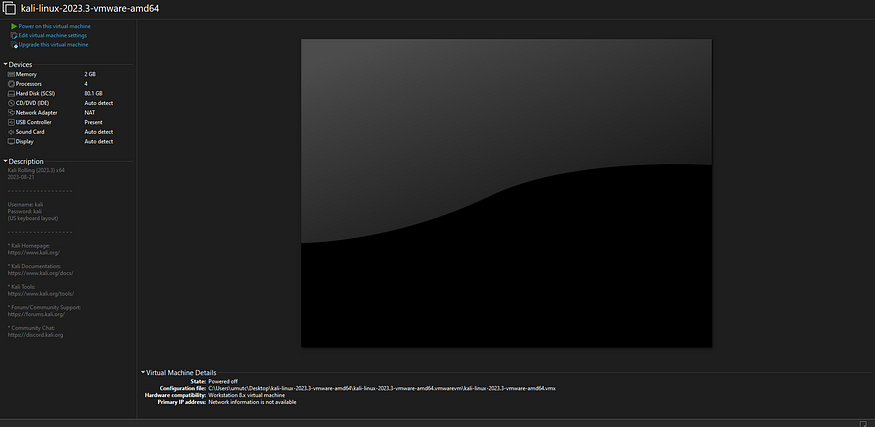 kali-linux-2023.3-vmware-amd64
Power on this virtual machine
Edit virtual machine settings
Upgrade this virtual machine
Devices
Memory 2 GB
Processors 4
Hard Disk (SCSI) 80.1 GB
CD/DVD (IDE) Auto detect
Network Adapter NAT
USB Controller Present
Sound Card Auto detect
Display Auto detect
Description
Kali Rolling (2023.3) x64
2023-08-21
- - - - - - - - - - - - - - - - - -
Username: kali
Password: kali
(US keyboard layout)
- - - - - - - - - - - - - - - - - -
* Kali Homepage:
https://www.kali.org/
* Kali Documentation:
https://www.kali.org/docs/
* Kali Tools:
https://www.kali.org/tools/
* Forum/Community Support:
https://forums.kali.org/
* Community Chat:
https://discord.kali.org
Virtual Machine Details
State: Powered off
Configuration file: C:\Users\umutc\Desktop\kali-linux-2023.3-vmware-amd64\kali-linux-2023.3-vmware-amd64.vmwarevm\kali-linux-2023.3-vmware-amd64.vmx
Hardware compatibility: Workstation 8.x virtual machine
Primary IP address: Network information is not available